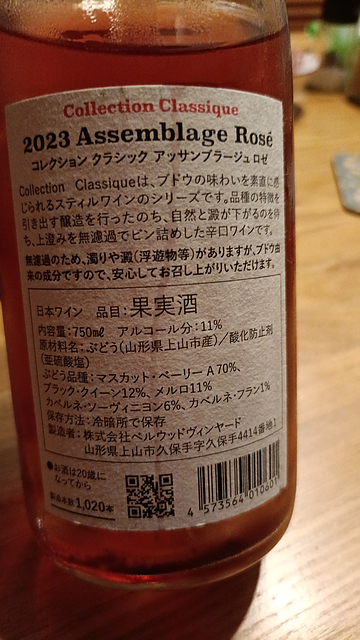 Collection Classique
2023 Assemblage Rosé
コレクション クラシック アッサンブラージュ ロゼ
Collection Classiqueは、ブドウの味わいを素直に感
じられるスティルワインのシリーズです。品種の特徴を
引き出す醸造を行ったのち、自然と澱が下がるのを待
ち、上澄みを無濾過でビン詰めした辛口ワインです。
無濾過のため、濁りや澱(浮遊物等)がありますが、ブドウ由
来の成分ですので、安心してお召し上がりいただけます。
日本ワイン 品目:果実酒
内容量:750mℓ アルコール分:11%
原材料名:ぶどう(山形県上山市産)/酸化防止剤
(亜硫酸塩)
ぶどう品種:マスカット・ベーリーA 70%、
ブラック・クイーン12%、メルロ11%
カベルネ・ソーヴィニヨン6%、カベルネ・フラン1%
保存方法:冷暗所で保存
製造者:株式会社ベルウッドヴィンヤード
山形県上山市久保手字久保手4414番地1
●お酒は20歳に
なってから
製造本数1,020本
4 573564 010601